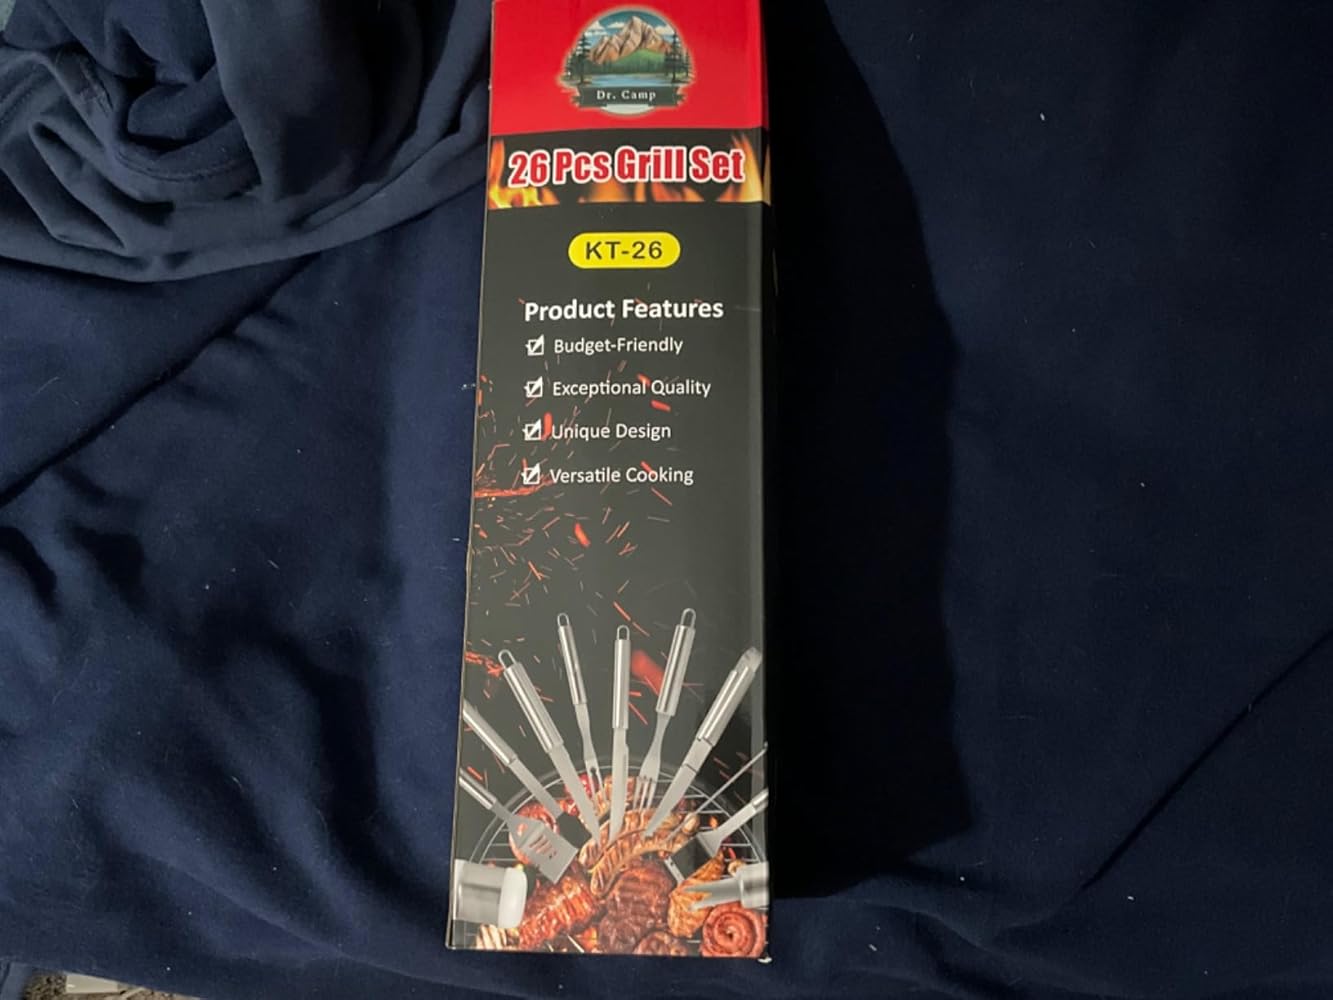 Dr. Camp
26 Pcs Grill Set
KT-26
Product Features
Budget-Friendly
Exceptional Quality
Unique Design
Versatile Cooking